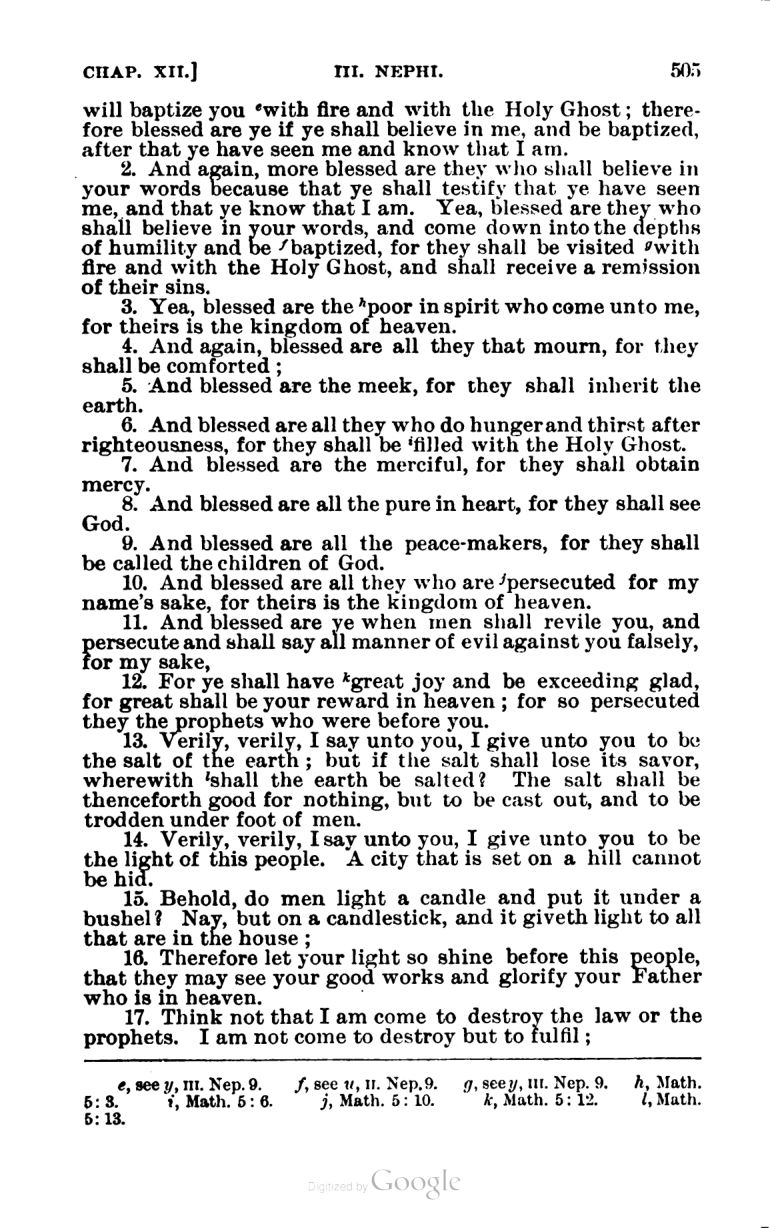 CHAP. XII.] III. NEPHI. 505
will baptize you ᵉwith fire and with the Holy Ghost; there-
fore blessed are ye if ye shall believe in me, and be baptized,
after that ye have seen me and know that I am.
2. And again, more blessed are they who shall believe in
your words because that ye shall testify that ye have seen
me, and that ye know that I am. Yea, blessed are they who
shall believe in your words, and come down into the depths
of humility and be ᶠbaptized, for they shall be visited ᵍwith
fire and with the Holy Ghost, and shall receive a remission
of their sins.
3. Yea, blessed are the ʰpoor in spirit who come unto me,
for theirs is the kingdom of heaven.
4. And again, blessed are all they that mourn, for they
shall be comforted;
5. And blessed are the meek, for they shall inherit the
earth.
6. And blessed are all they who do hunger and thirst after
righteousness, for they shall be ⁱfilled with the Holy Ghost.
7. And blessed are the merciful, for they shall obtain
mercy.
8. And blessed are all the pure in heart, for they shall see
God.
9. And blessed are all the peace-makers, for they shall
be called the children of God.
10. And blessed are all they who are ʲpersecuted for my
name's sake, for theirs is the kingdom of heaven.
11. And blessed are ye when men shall revile you, and
persecute and shall say all manner of evil against you falsely,
for my sake,
12. For ye shall have ᵏgreat joy and be exceeding glad,
for great shall be your reward in heaven; for so persecuted
they the prophets who were before you.
13. Verily, verily, I say unto you, I give unto you to be
the salt of the earth; but if the salt shall lose its savor,
wherewith ˡshall the earth be salted? The salt shall be
thenceforth good for nothing, but to be cast out, and to be
trodden under foot of men.
14. Verily, verily, I say unto you, I give unto you to be
the light of this people. A city that is set on a hill cannot
be hid.
15. Behold, do men light a candle and put it under a
bushel? Nay, but on a candlestick, and it giveth light to all
that are in the house;
16. Therefore let your light so shine before this people,
that they may see your good works and glorify your Father
who is in heaven.
17. Think not that I am come to destroy the law or the
prophets. I am not come to destroy but to fulfil;
e, see y, III. Nep. 9. f, see u, II. Nep. 9. g, see y, III. Nep. 9. h, Math.
5: 3. i, Math. 5: 6. j, Math. 5: 10. k, Math. 5: 12. l, Math.
5: 13.
Digitized by Google